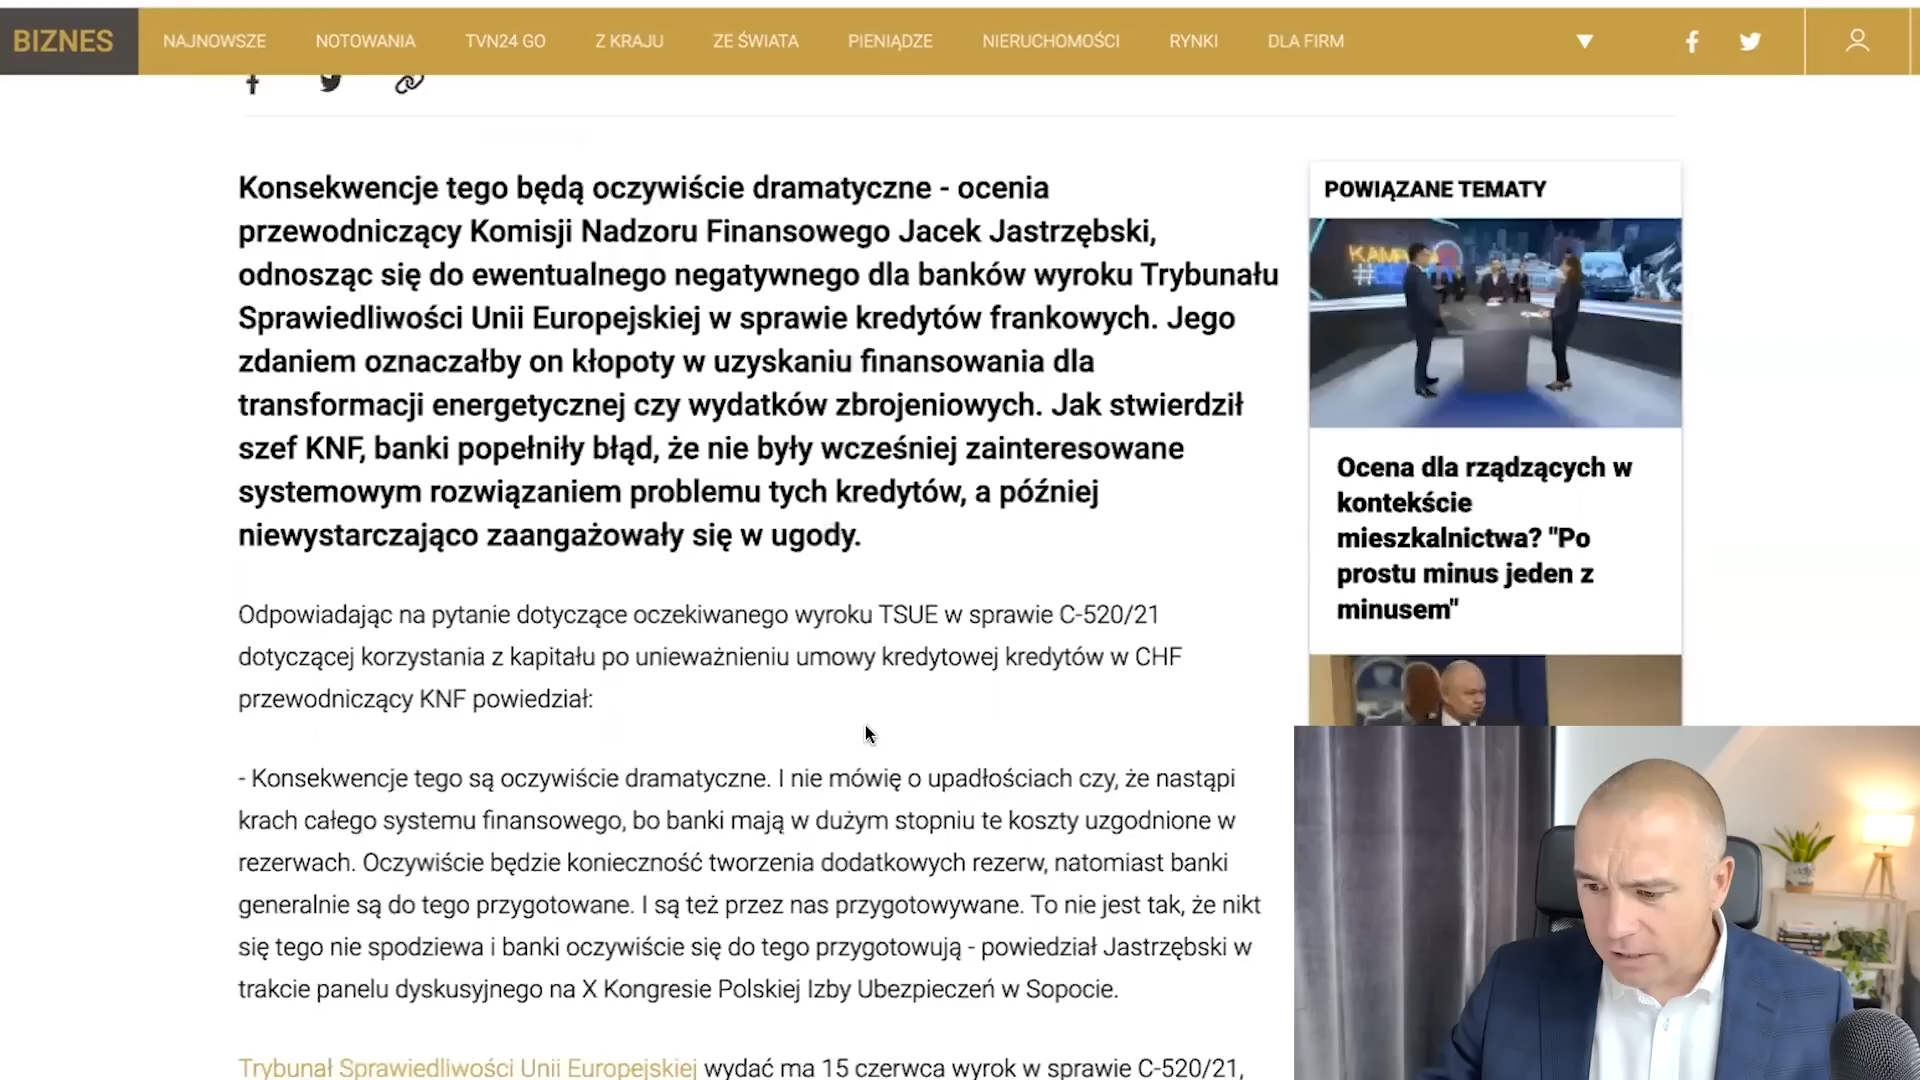 BIZNES
NAJNOWSZE
NOTOWANIA
TVN24 GO
Z KRAJU
ZE ŚWIATA
PIENIĄDZE
NIERUCHOMOŚCI
RYNKI
DLA FIRM
Konsekwencje tego będą oczywiście dramatyczne - ocenia
przewodniczący Komisji Nadzoru Finansowego Jacek Jastrzębski,
odnosząc się do ewentualnego negatywnego dla banków wyroku Trybunału
Sprawiedliwości Unii Europejskiej w sprawie kredytów frankowych. Jego
zdaniem oznaczałby on kłopoty w uzyskaniu finansowania dla
transformacji energetycznej czy wydatków zbrojeniowych. Jak stwierdził
szef KNF, banki popełniły błąd, że nie były wcześniej zainteresowane
systemowym rozwiązaniem problemu tych kredytów, a później
niewystarczająco zaangażowały się w ugody.
Odpowiadając na pytanie dotyczące oczekiwanego wyroku TSUE w sprawie C-520/21
dotyczącej korzystania z kapitału po unieważnieniu umowy kredytowej kredytów w CHF
przewodniczący KNF powiedział:
- Konsekwencje tego są oczywiście dramatyczne. I nie mówię o upadłościach czy, że nastąpi
krach całego systemu finansowego, bo banki mają w dużym stopniu te koszty uzgodnione w
rezerwach. Oczywiście będzie konieczność tworzenia dodatkowych rezerw, natomiast banki
generalnie są do tego przygotowane. I są też przez nas przygotowywane. To nie jest tak, że nikt
się tego nie spodziewa i banki oczywiście się do tego przygotowują - powiedział Jastrzębski w
trakcie panelu dyskusyjnego na X Kongresie Polskiej Izby Ubezpieczeń w Sopocie.
Trybunał Sprawiedliwości Unii Europejskiej wydać ma 15 czerwca wyrok w sprawie C-520/21,
POWIĄZANE TEMATY
Ocena dla rządzących w
kontekście
mieszkalnictwa? "Po
prostu minus jeden z
minusem"